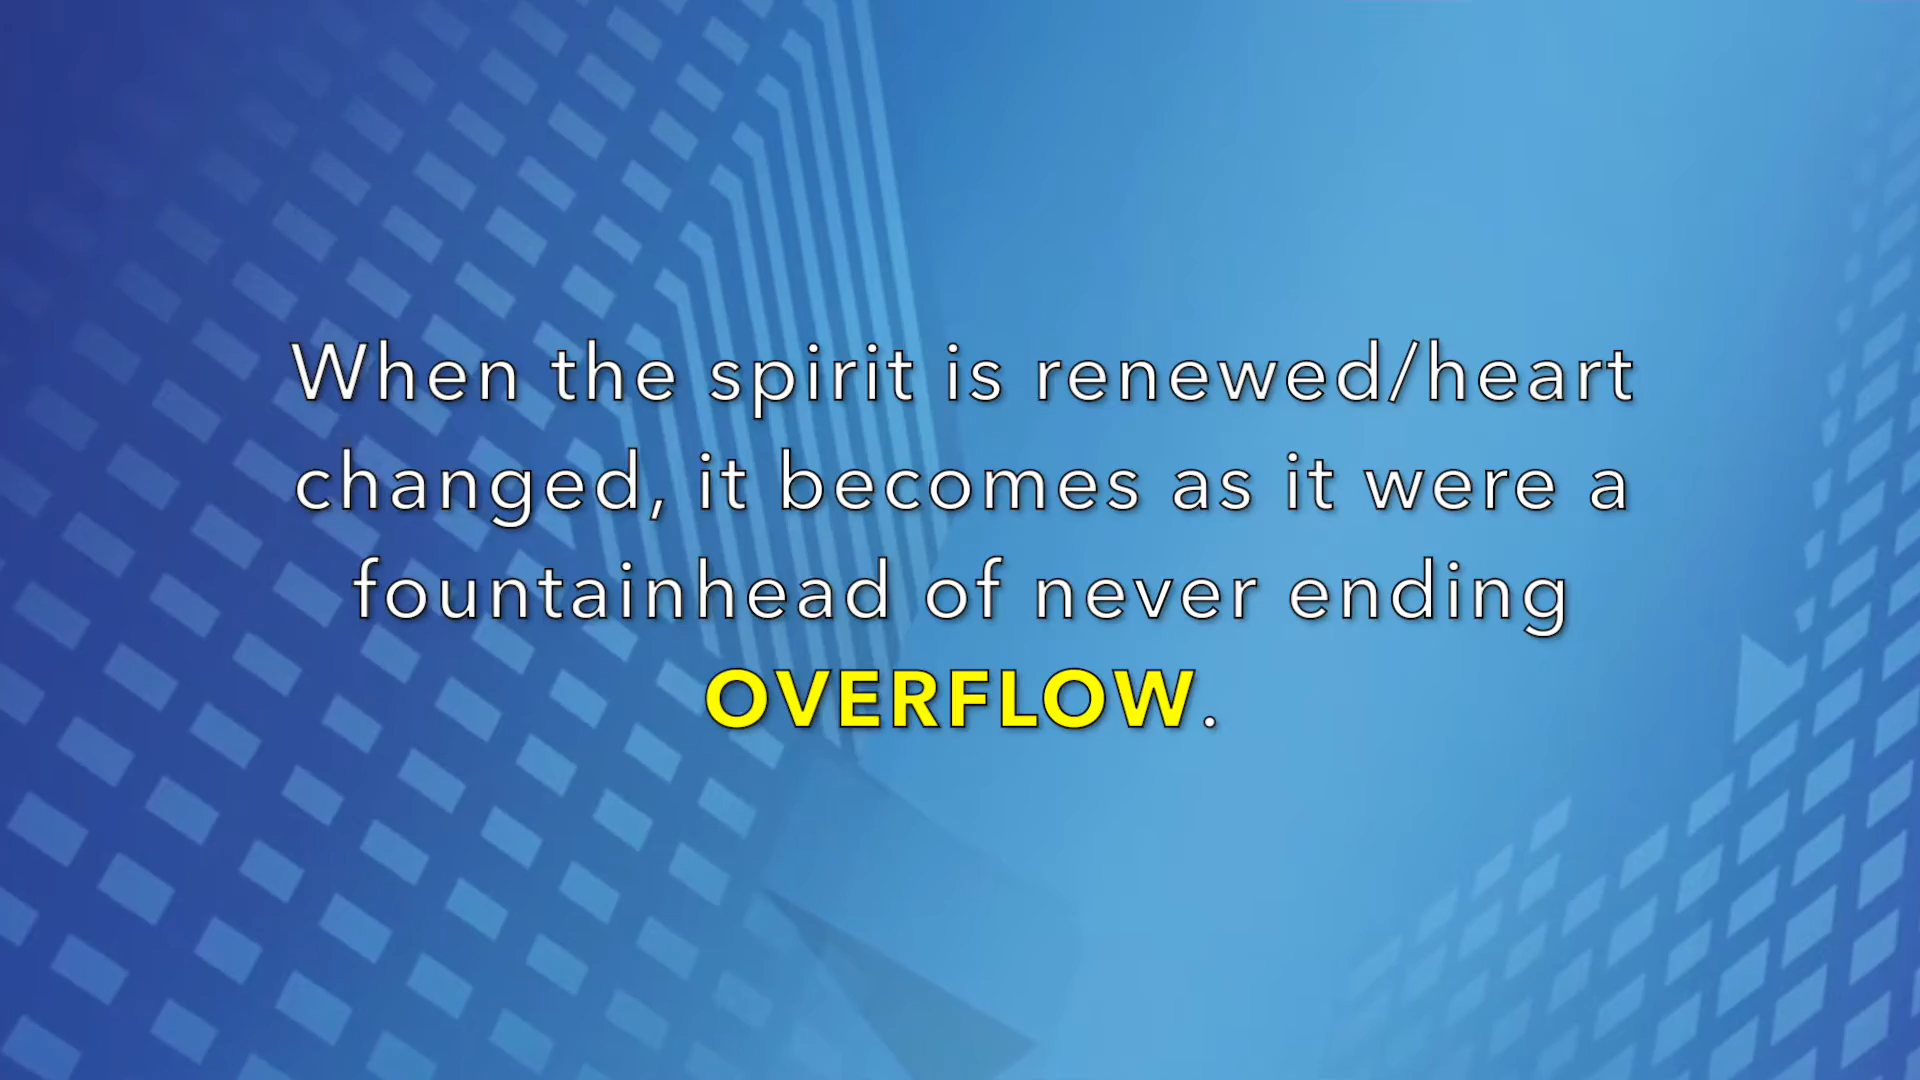 When the spirit is renewed/heart
changed, it becomes as it were a
fountainhead of never ending
OVERFLOW.